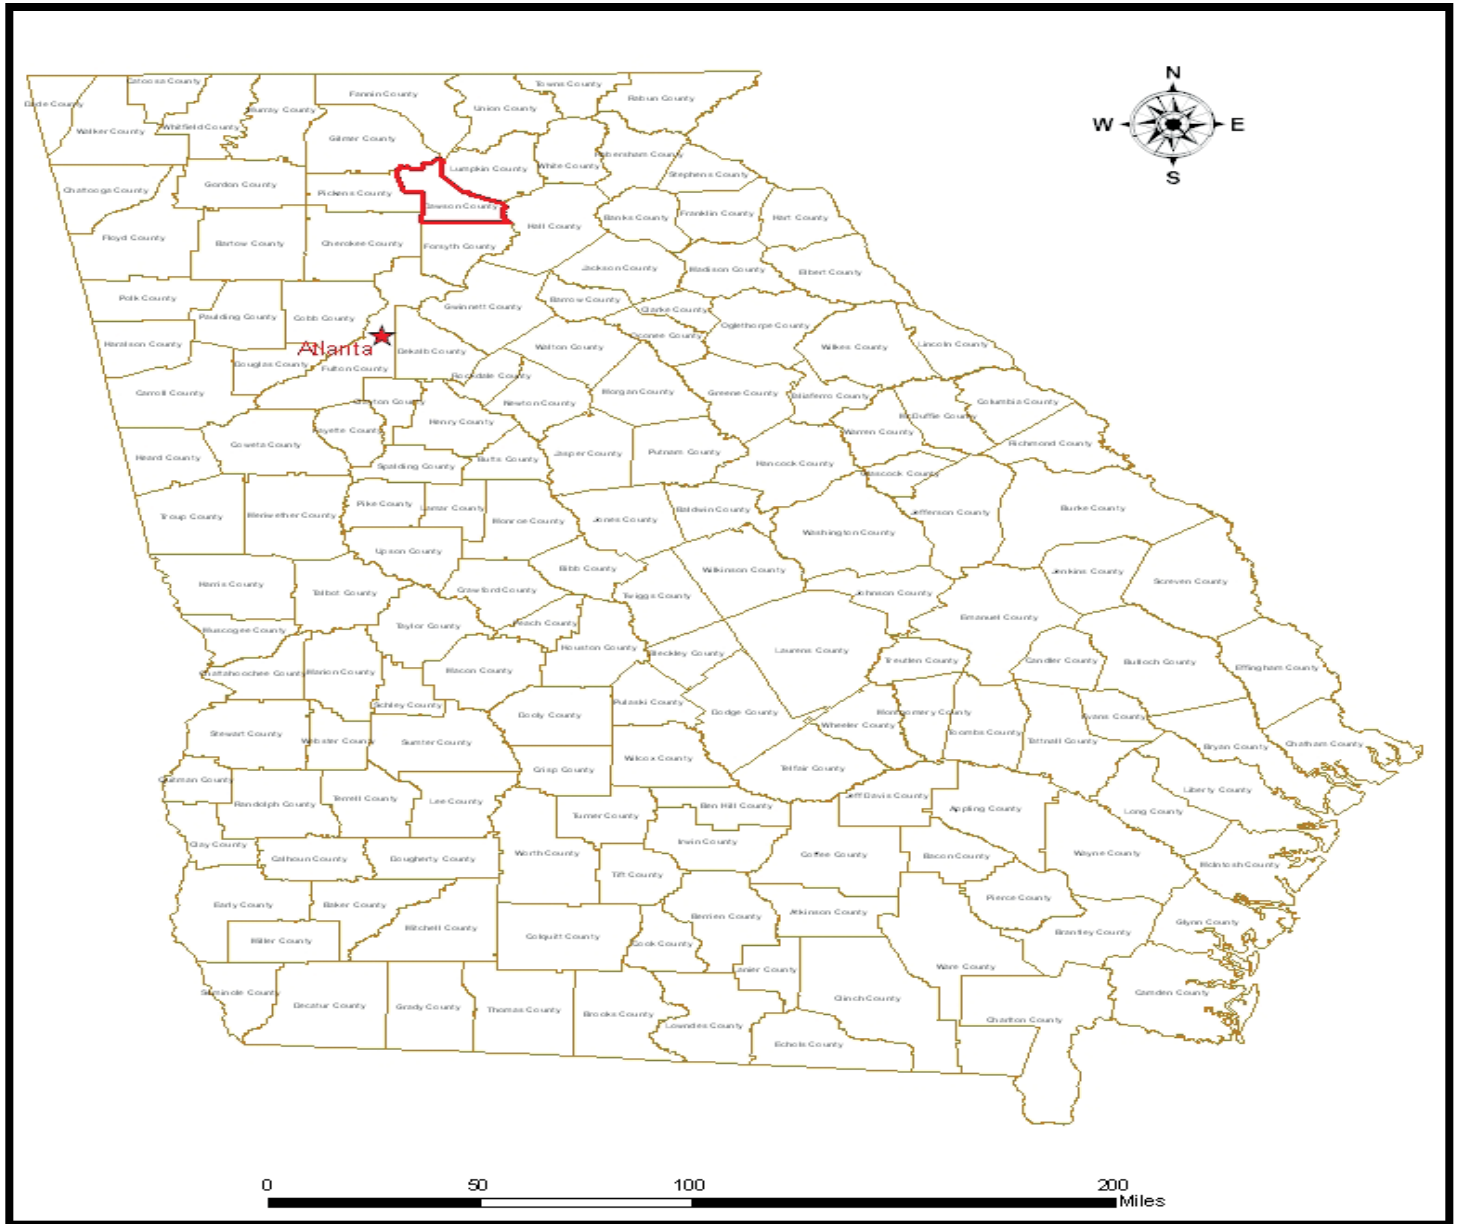 N
W
E
S
Catoosa County
Towns County
Fannin County
Rabun County
Dade County
Union County
Murray County
Walker County
Whitfield County
Gilmer County
Habersham County
Lumpkin County
White County
Stephens County
Gordon County
Chattooga County
Pickens County
Dawson County
Banks County
Franklin County
Hart County
Hall County
Floyd County
Bartow County
Cherokee County
Forsyth County
Jackson County
Madison County
Elbert County
Polk County
Barrow County
Gwinnett County
Clarke County
Paulding County
Cobb County
Oglethorpe County
Oconee County
Haralson County
Atlanta
Dekalb County
Walton County
Wilkes County
Lincoln County
Douglas County
Fulton County
Rockdale County
Carroll County
Morgan County
Greene County
Taliaferro County
Clayton County
Newton County
Columbia County
McDuffie County
Henry County
Fayette County
Warren County
Coweta County
Richmond County
Heard County
Spalding County
Butts County
Jasper County
Putnam County
Hancock County
Glascock County
Pike County
Lamar County
Baldwin County
Burke County
Troup County
Meriwether County
Monroe County
Jones County
Jefferson County
Washington County
Upson County
Bibb County
Wilkinson County
Jenkins County
Screven County
Harris County
Talbot County
Crawford County
Twiggs County
Johnson County
Emanuel County
Muscogee County
Taylor County
Peach County
Houston County
Bleckley County
Laurens County
Treutlen County
Candler County
Bulloch County
Effingham County
Chattahoochee County
Marion County
Macon County
Schley County
Pulaski County
Dooly County
Dodge County
Montgomery County
Evans County
Wheeler County
Stewart County
Webster County
Sumter County
Toombs County
Tattnall County
Bryan County
Chatham County
Wilcox County
Crisp County
Telfair County
Quitman County
Randolph County
Terrell County
Lee County
Ben Hill County
Jeff Davis County
Appling County
Liberty County
Long County
Turner County
Clay County
Irwin County
Calhoun County
Dougherty County
Worth County
Coffee County
Bacon County
Wayne County
McIntosh County
Tift County
Early County
Baker County
Pierce County
Berrien County
Atkinson County
Mitchell County
Glynn County
Miller County
Colquitt County
Cook County
Brantley County
Lanier County
Ware County
Seminole County
Decatur County
Grady County
Thomas County
Brooks County
Clinch County
Camden County
Lowndes County
Charlton County
Echols County
0
50
100
200
Miles